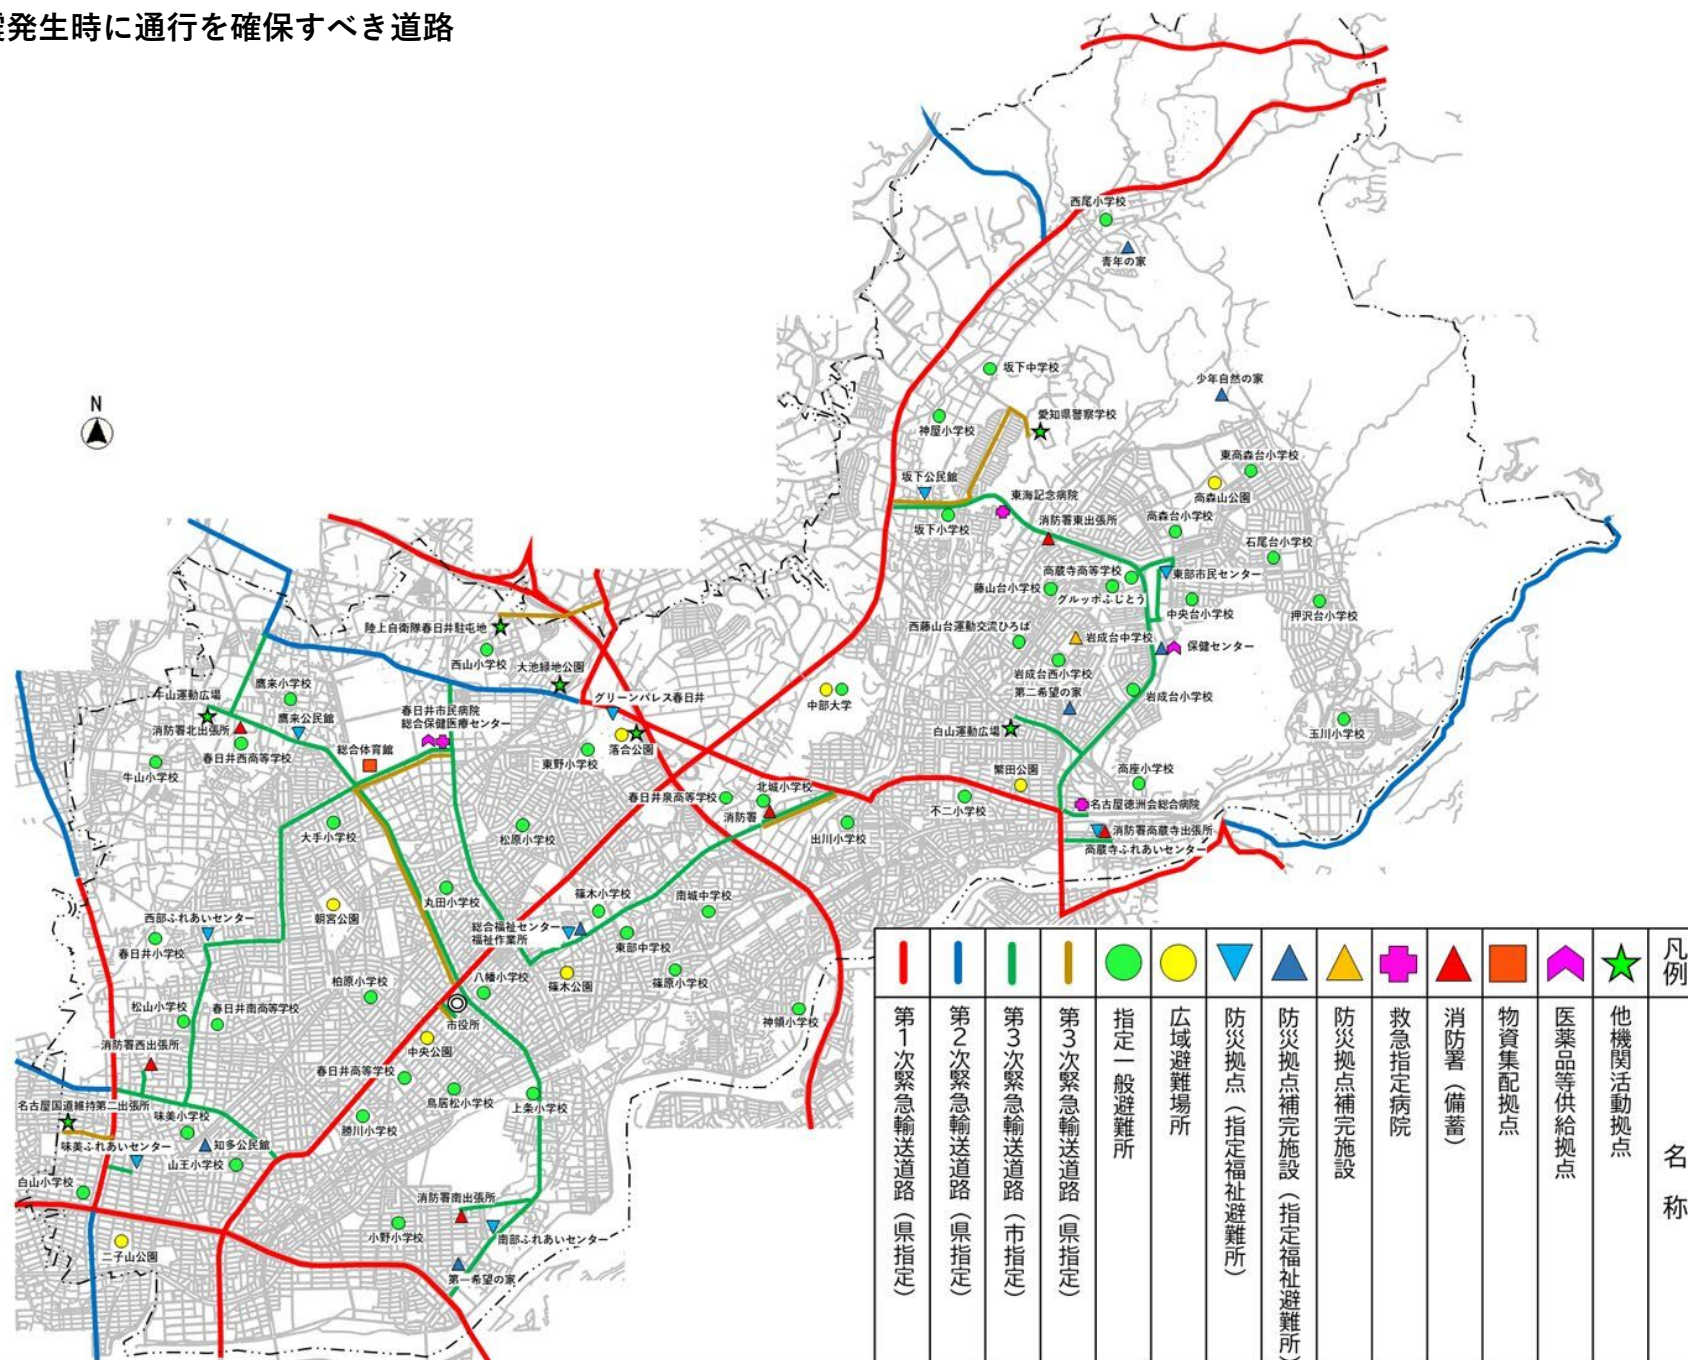 発生時に通行を確保すべき道路
N
西尾小学校
青年の家
坂下中学校
少年自然の家
愛知県警察学校
神屋小学校
東高森台小学校
坂下公民館
高森山公園
東海記念病院
坂下小学校
消防署東出張所
高森台小学校
石尾台小学校
高蔵寺高等学校
東部市民センター
藤山台小学校
グルッポふじとう
中央台小学校
押沢台小学校
西藤山台運動交流ひろば
岩成台中学校
保健センター
岩成台西小学校
第二希望の家
岩成台小学校
白山運動広場
玉川小学校
繁田公園
高座小学校
不二小学校
名古屋徳洲会総合病院
消防署高蔵寺出張所
高蔵寺ふれあいセンター
陸上自衛隊春日井駐屯地
西山小学校
大池緑地公園
グリーンパレス春日井
中部大学
落合公園
東野小学校
鷹来小学校
牛山運動広場
鷹来公民館
消防署北出張所
春日井西高等学校
牛山小学校
春日井市民病院
総合保健医療センター
総合体育館
春日井泉高等学校
北城小学校
消防署
出川小学校
大手小学校
松原小学校
丸田小学校
朝宮公園
篠木小学校
南城中学校
総合福祉センター
福祉作業所
東部中学校
西部ふれあいセンター
春日井小学校
篠木公園
篠原小学校
柏原小学校
八幡小学校
神領小学校
市役所
松山小学校
春日井南高等学校
中央公園
消防署西出張所
春日井高等学校
鳥居松小学校
上条小学校
名古屋国道維持第二出張所
味美小学校
勝川小学校
味美ふれあいセンター
知多公民館
山王小学校
白山小学校
消防署南出張所
小野小学校
南部ふれあいセンター
二子山公園
第一希望の家
凡例
名称
第1次緊急輸送道路（県指定）
第2次緊急輸送道路（県指定）
第3次緊急輸送道路（市指定）
第3次緊急輸送道路（県指定）
指定一般避難所
広域避難場所
防災拠点（指定福祉避難所）
防災拠点補完施設（指定福祉避難所）
防災拠点補完施設
救急指定病院
消防署（備蓄）
物資集配拠点
医薬品等供給拠点
他機関活動拠点